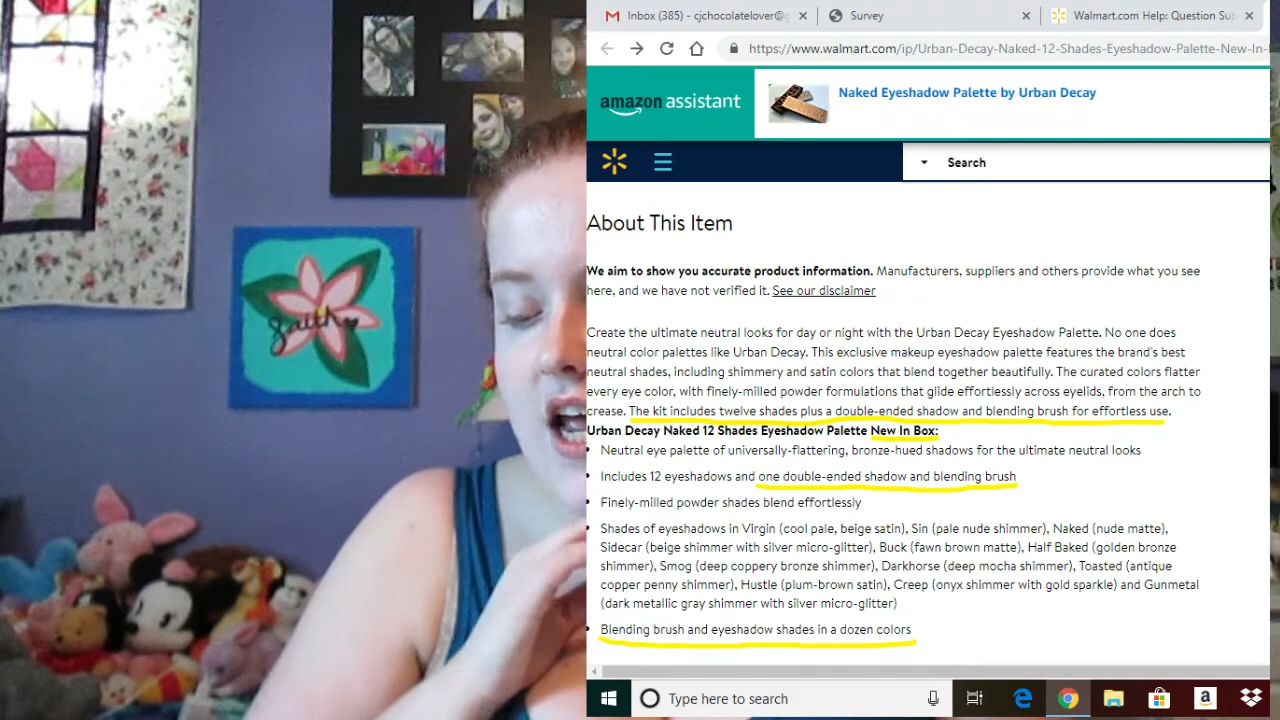 Inbox (385) - cjchocolatelover@g
Survey
Walmart.com Help: Question Sub
https://www.walmart.com/ip/Urban-Decay-Naked-12-Shades-Eyeshadow-Palette-New-In-
amazon assistant
Naked Eyeshadow Palette by Urban Decay
Search
About This Item
We aim to show you accurate product information. Manufacturers, suppliers and others provide what you see
here, and we have not verified it. See our disclaimer
Create the ultimate neutral looks for day or night with the Urban Decay Eyeshadow Palette. No one does
neutral color palettes like Urban Decay. This exclusive makeup eyeshadow palette features the brand's best
neutral shades, including shimmery and satin colors that blend together beautifully. The curated colors flatter
every eye color, with finely-milled powder formulations that glide effortlessly across eyelids, from the arch to
crease. The kit includes twelve shades plus a double-ended shadow and blending brush for effortless use.
Urban Decay Naked 12 Shades Eyeshadow Palette New In Box:
Neutral eye palette of universally-flattering, bronze-hued shadows for the ultimate neutral looks
Includes 12 eyeshadows and one double-ended shadow and blending brush
Finely-milled powder shades blend effortlessly
Shades of eyeshadows in Virgin (cool pale, beige satin), Sin (pale nude shimmer), Naked (nude matte),
Sidecar (beige shimmer with silver micro-glitter), Buck (fawn brown matte), Half Baked (golden bronze
shimmer), Smog (deep coppery bronze shimmer), Darkhorse (deep mocha shimmer), Toasted (antique
copper penny shimmer), Hustle (plum-brown satin), Creep (onyx shimmer with gold sparkle) and Gunmetal
(dark metallic gray shimmer with silver micro-glitter)
Blending brush and eyeshadow shades in a dozen colors
Type here to search